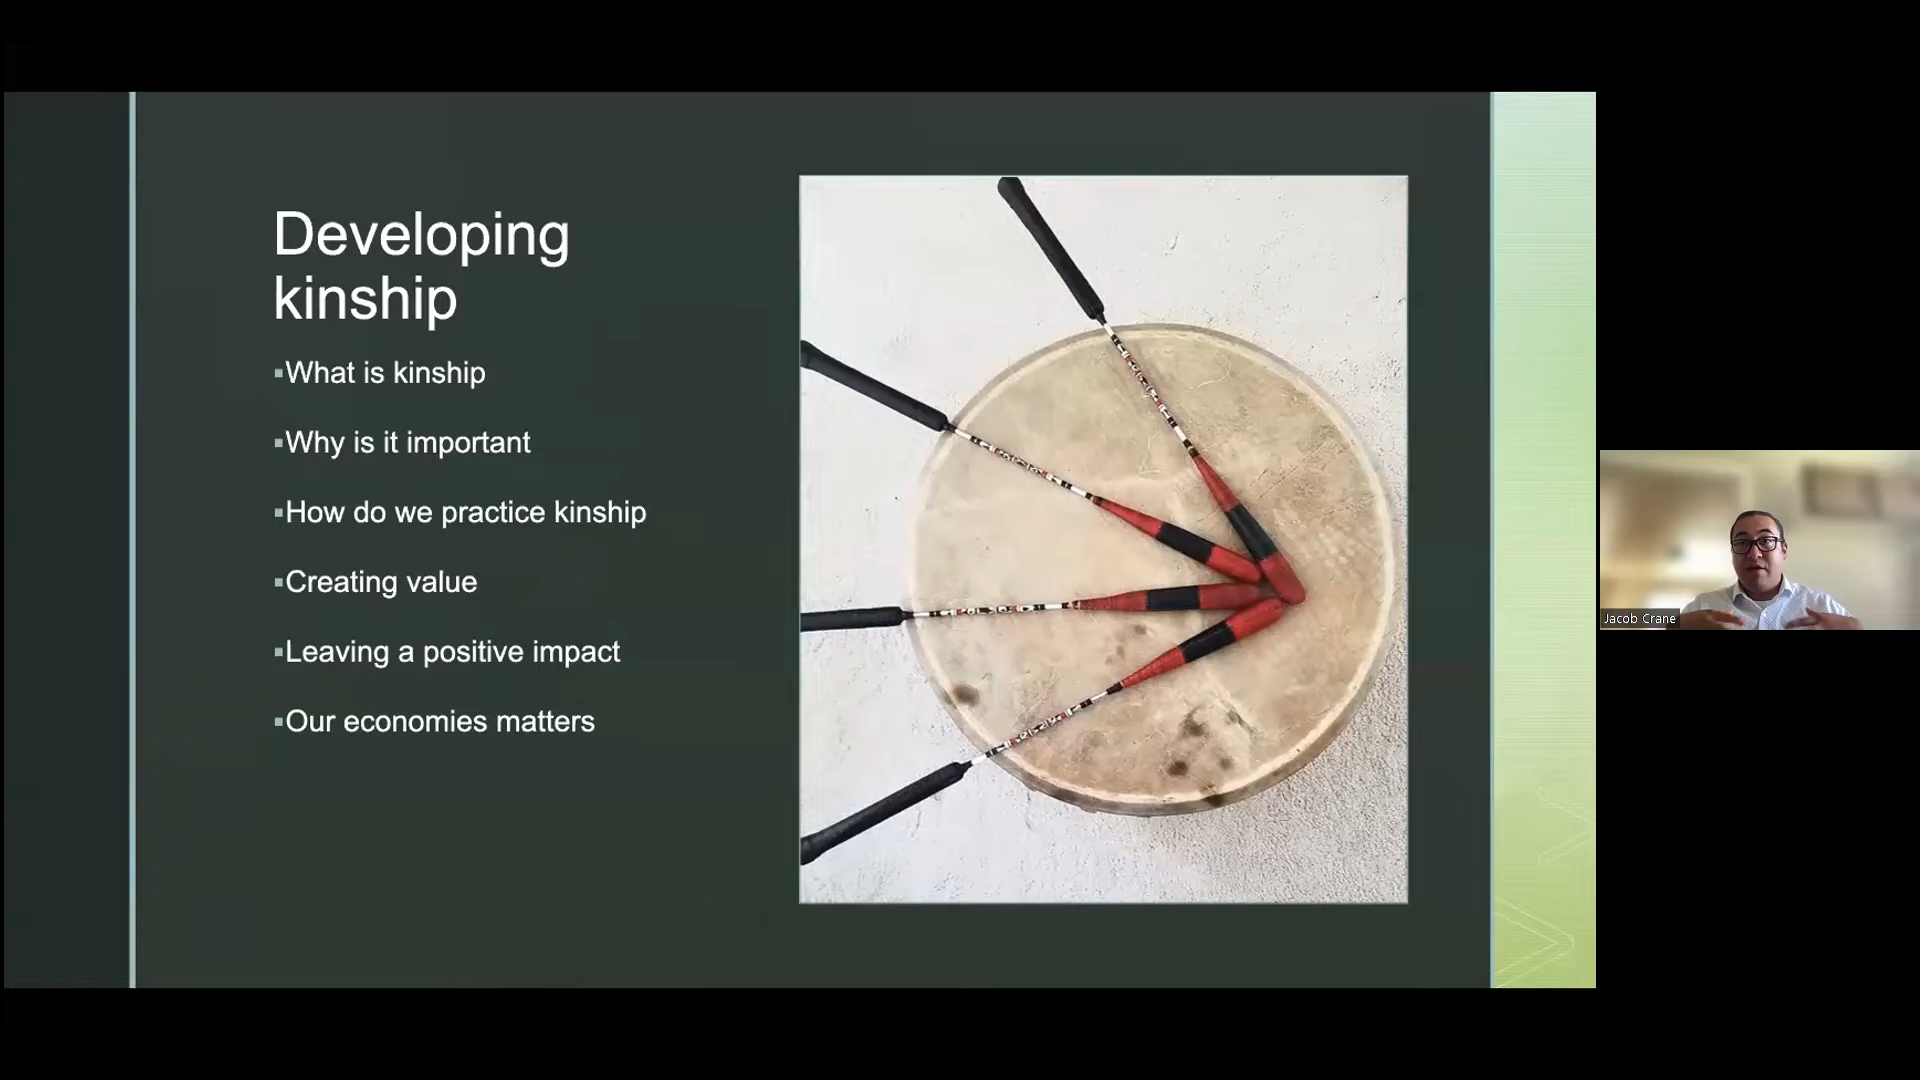 Developing
kinship
▪What is kinship
▪Why is it important
▪How do we practice kinship
▪Creating value
▪Leaving a positive impact
▪Our economies matters
Jacob Crane